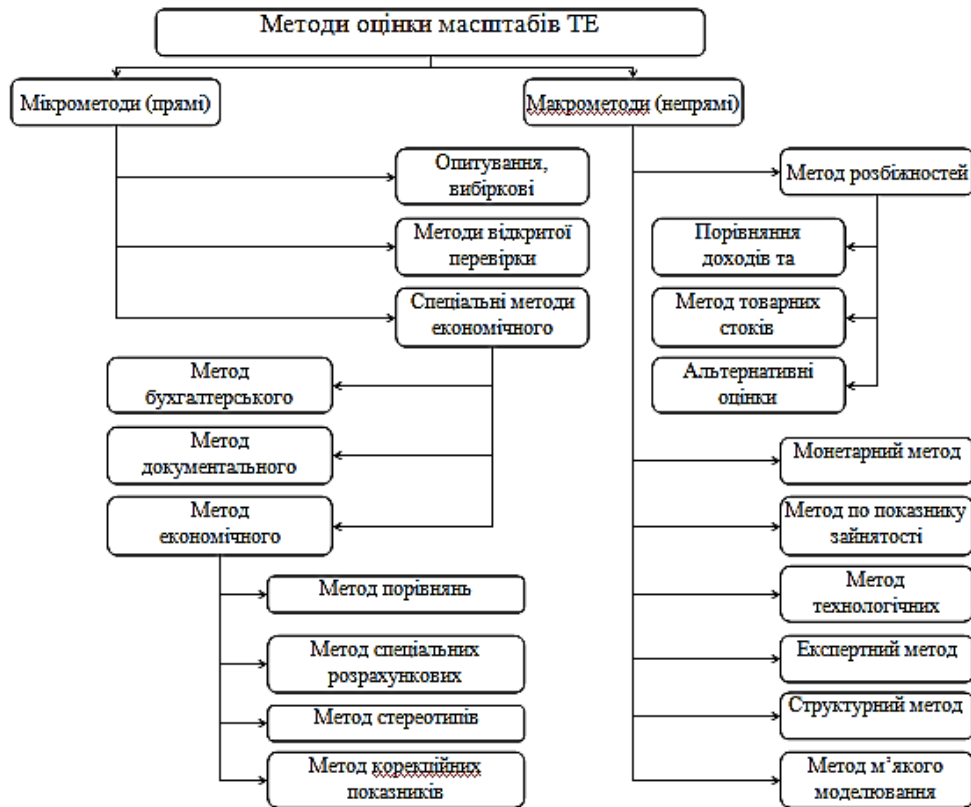 Методи оцінки масштабів ТЕ
Мікрометоди (прямі)
Макрометоди (непрямі)
Опитування,
вибіркові
Методи відкритої
перевірки
Спеціальні методи
економічного
Метод
бухгалтерського
Метод
документального
Метод
економічного
Метод порівнянь
Метод спеціальних
розрахункових
Метод стереотипів
Метод корекційних
показників
Метод розбіжностей
Порівняння
доходів та
Метод товарних
стоків
Альтернативні
оцінки
Монетарний метод
Метод по показнику
зайнятості
Метод
технологічних
Експертний метод
Структурний метод
Метод м’якого
моделювання